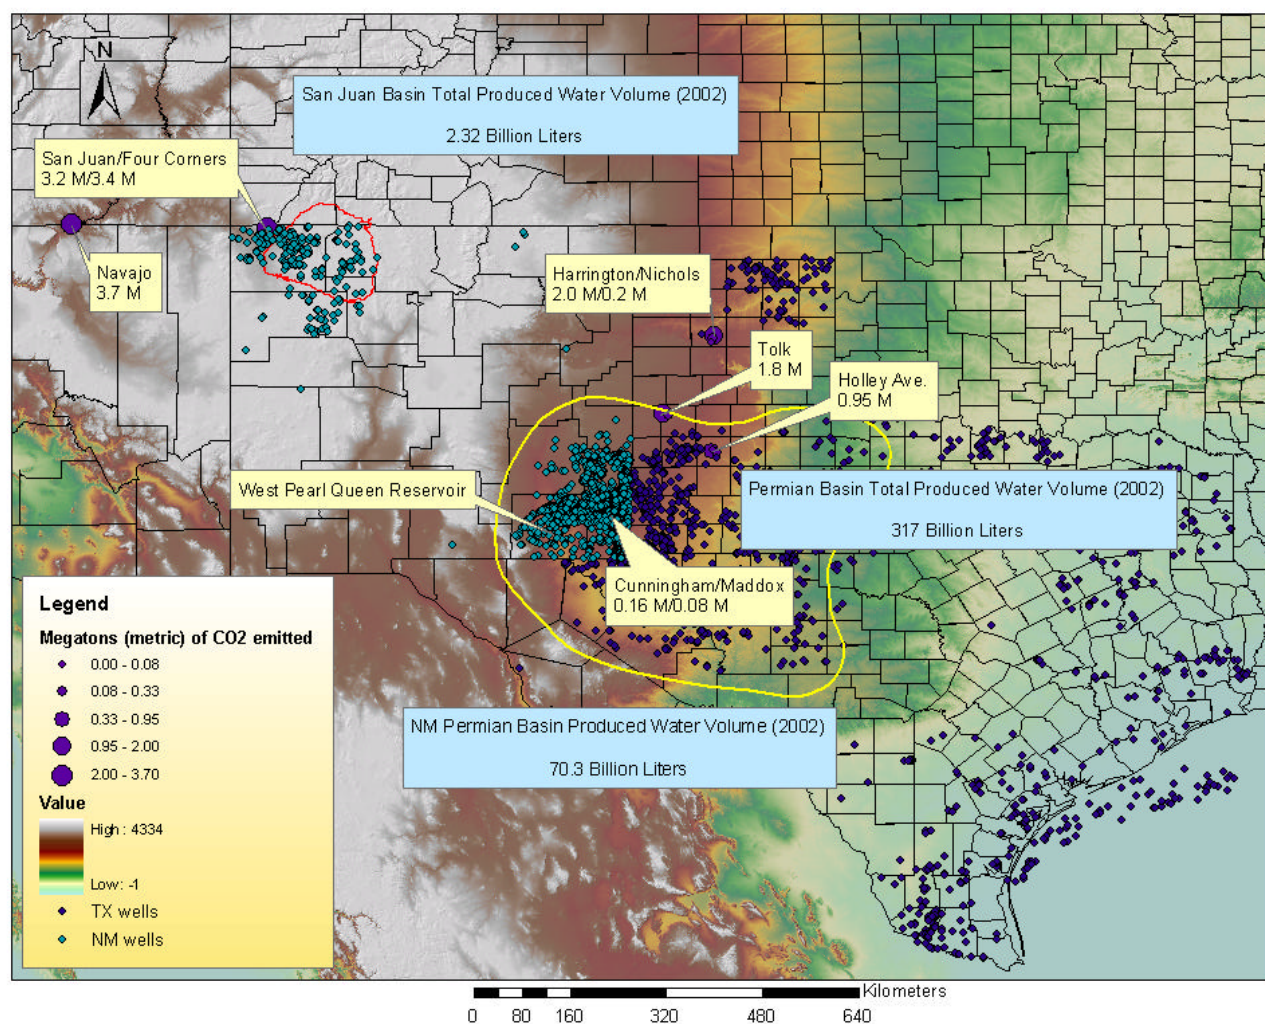 N
San Juan Basin Total Produced Water Volume (2002)
2.32 Billion Liters
San Juan/Four Corners
3.2 M/3.4 M
Navajo
3.7 M
Harrington/Nichols
2.0 M/0.2 M
Tolk
1.8 M
Holley Ave.
0.95 M
West Pearl Queen Reservoir
Permian Basin Total Produced Water Volume (2002)
317 Billion Liters
Cunningham/Maddox
0.16 M/0.08 M
NM Permian Basin Produced Water Volume (2002)
70.3 Billion Liters
Legend
Megatons (metric) of CO2 emitted
0.00 - 0.08
0.08 - 0.33
0.33 - 0.95
0.95 - 2.00
2.00 - 3.70
Value
High : 4334
Low: -1
TX wells
NM wells
Kilometers
0 80 160 320 480 640